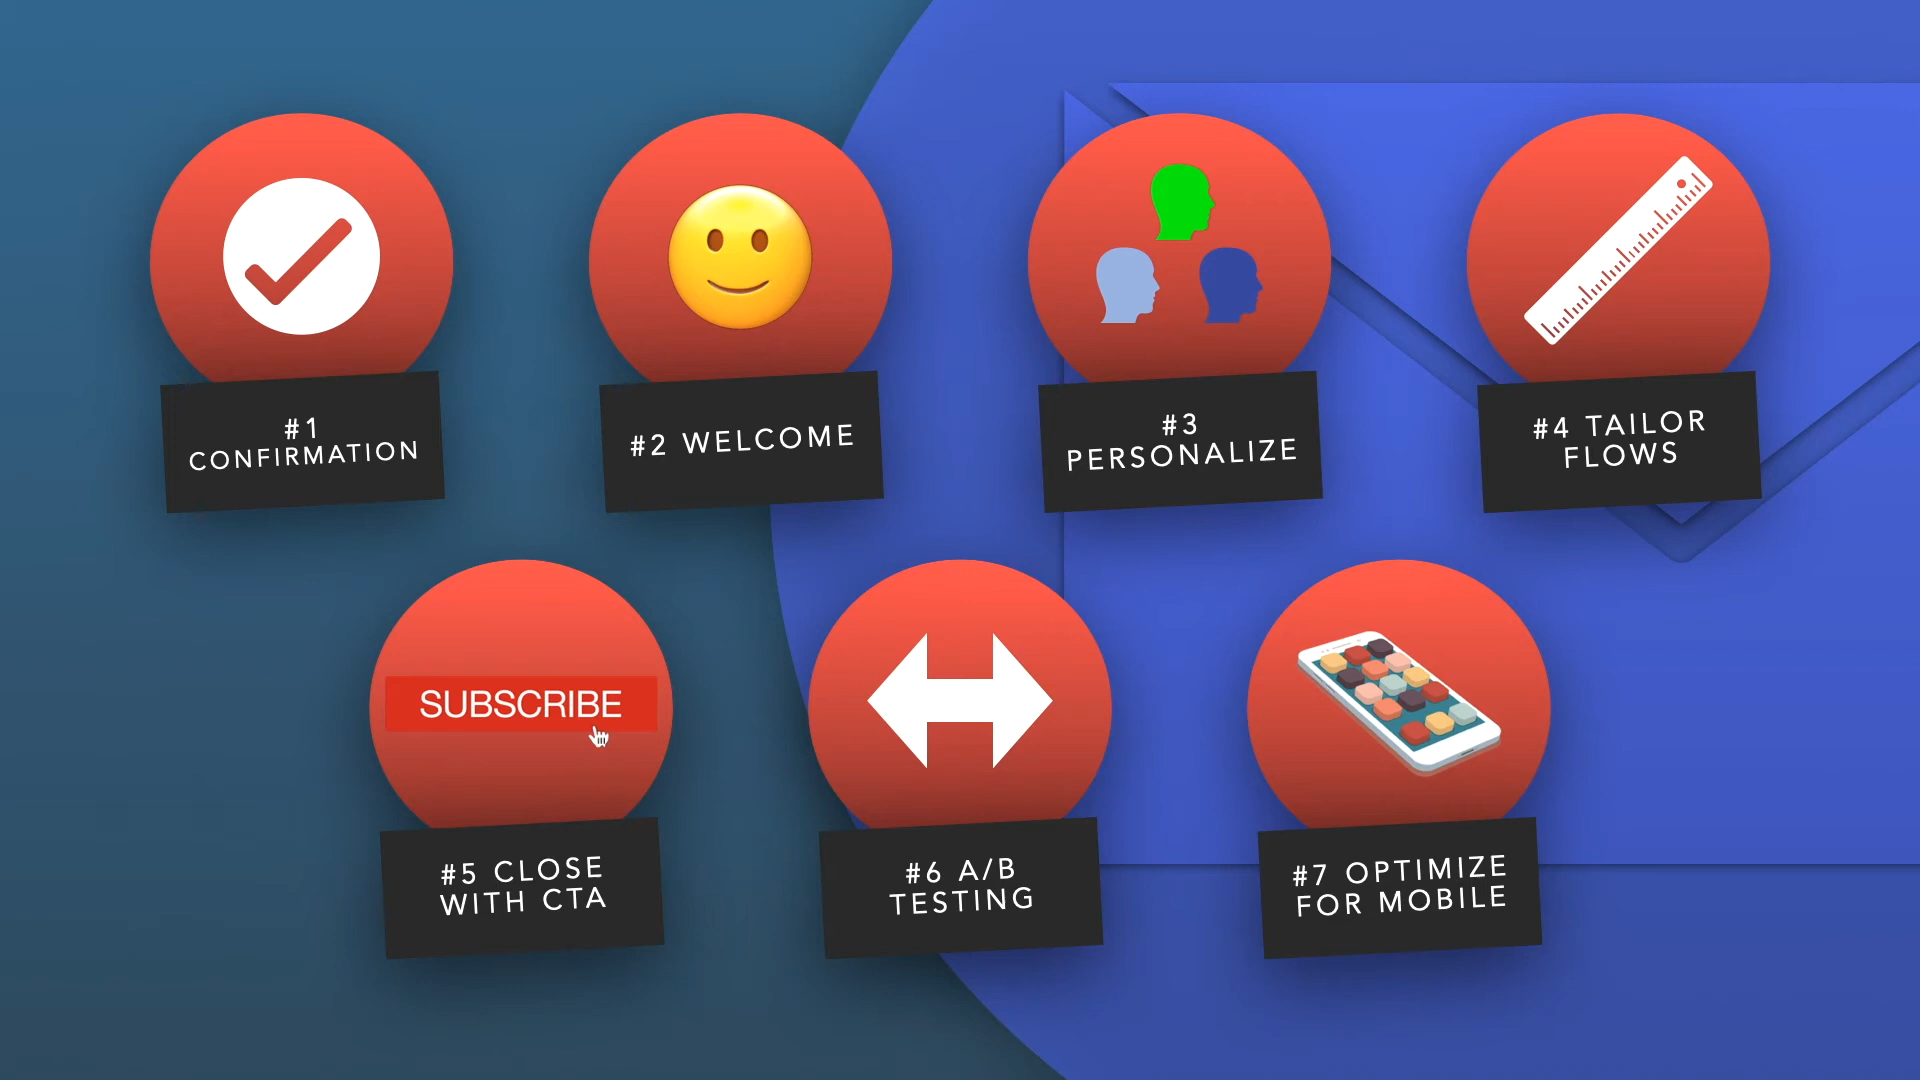 #1
CONFIRMATION
#2 WELCOME
#3
PERSONALIZE
#4 TAILOR
FLOWS
SUBSCRIBE
#5 CLOSE
WITH CTA
#6 A/B
TESTING
#7 OPTIMIZE
FOR MOBILE